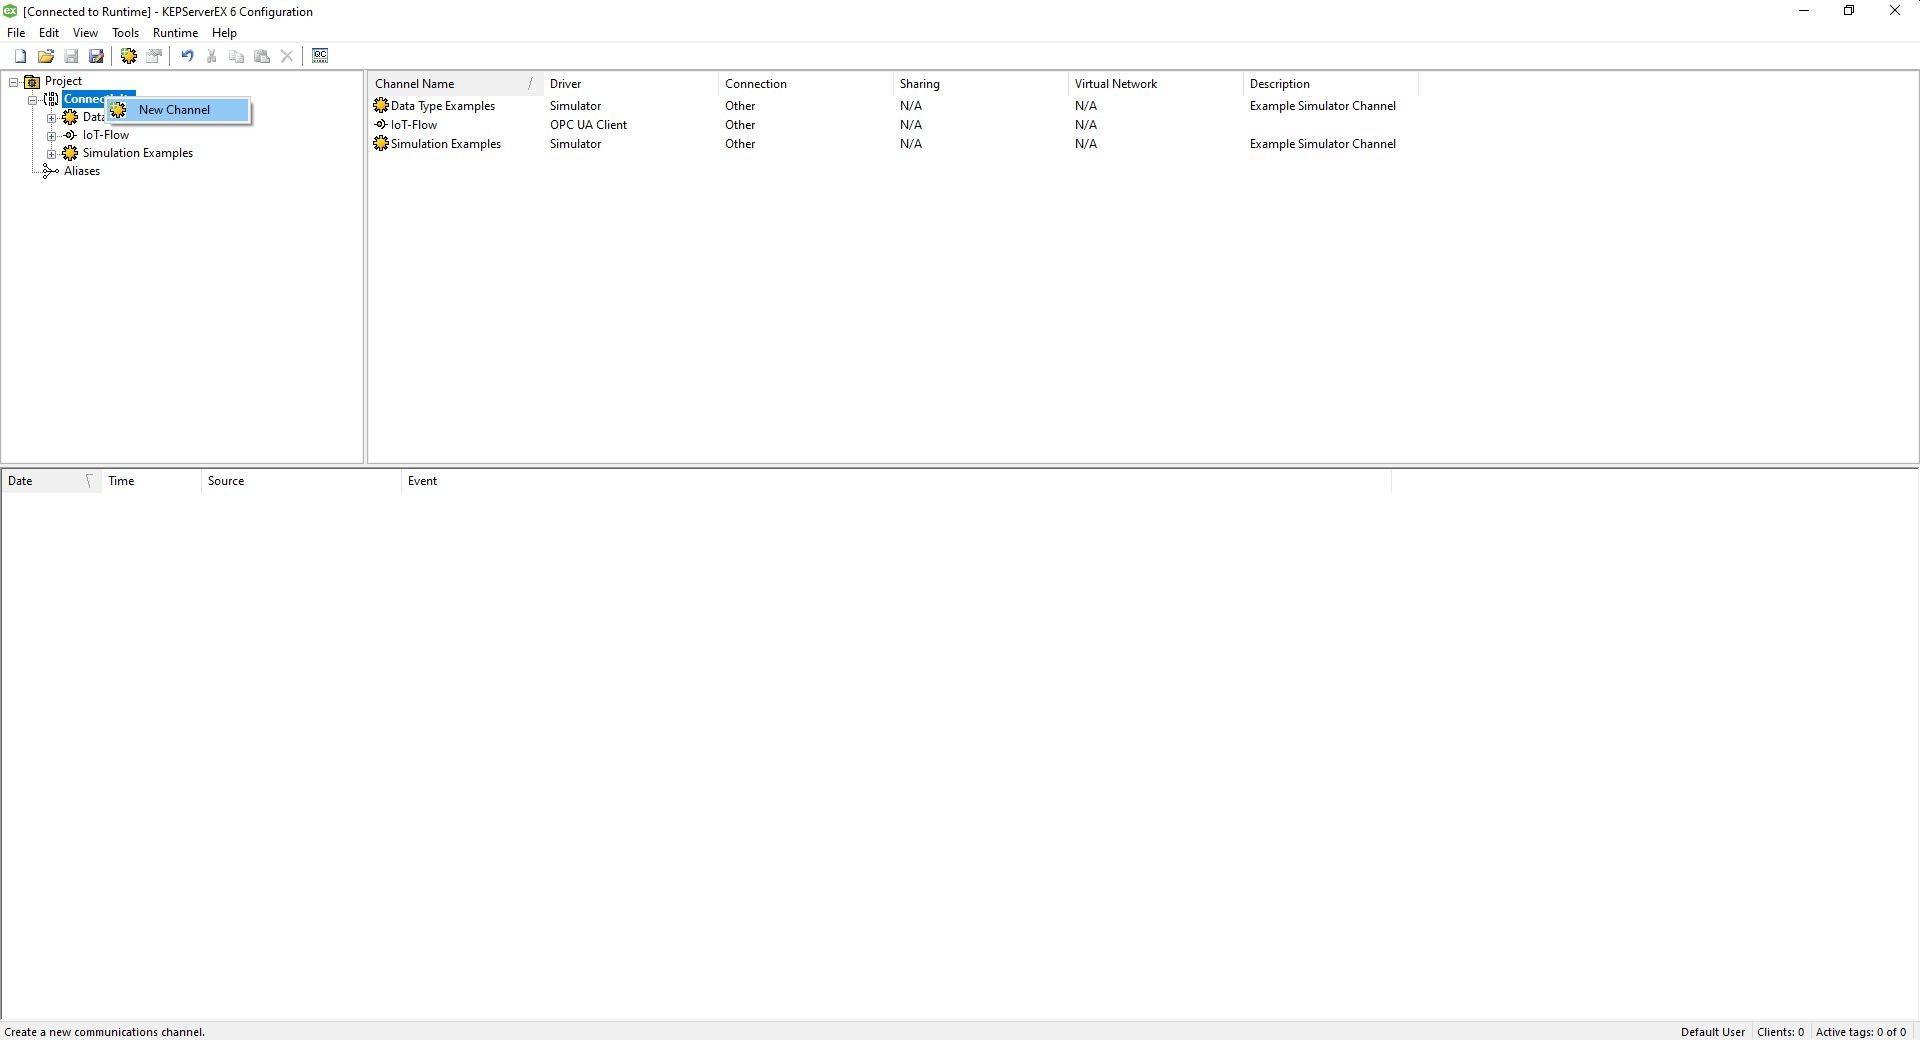 [Connected to Runtime] - KEPServerEX 6 Configuration
File Edit View Tools Runtime Help
Project
New Channel
Data
IoT-Flow
Simulation Examples
Aliases
Channel Name Driver Connection Sharing Virtual Network Description
Data Type Examples Simulator Other N/A N/A Example Simulator Channel
IoT-Flow OPC UA Client Other N/A N/A
Simulation Examples Simulator Other N/A N/A Example Simulator Channel
Date Time Source Event
Create a new communications channel. Default User Clients: 0 Active tags: 0 of 0